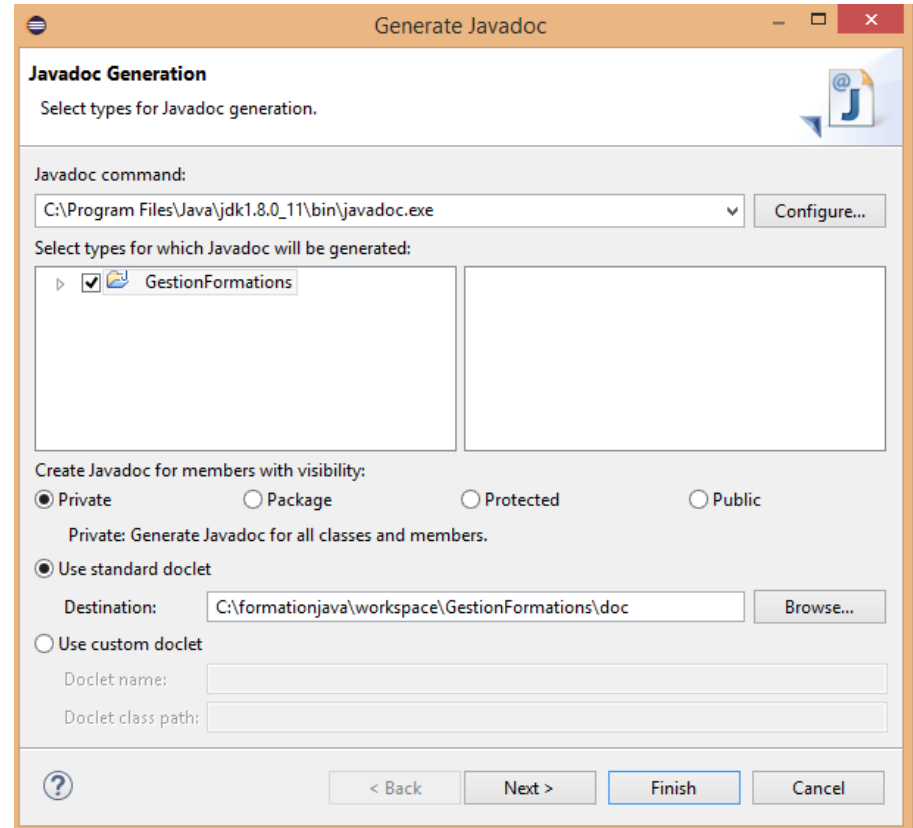 Generate Javadoc
Javadoc Generation
Select types for Javadoc generation.
@
J
Javadoc command:
C:\Program Files\Java\jdk1.8.0_11\bin\javadoc.exe
Configure...
Select types for which Javadoc will be generated:
GestionFormations
Create Javadoc for members with visibility:
Private Package Protected Public
Private: Generate Javadoc for all classes and members.
Use standard doclet
Destination: C:\formationjava\workspace\GestionFormations\doc Browse...
Use custom doclet
Doclet name:
Doclet class path:
? < Back Next > Finish Cancel